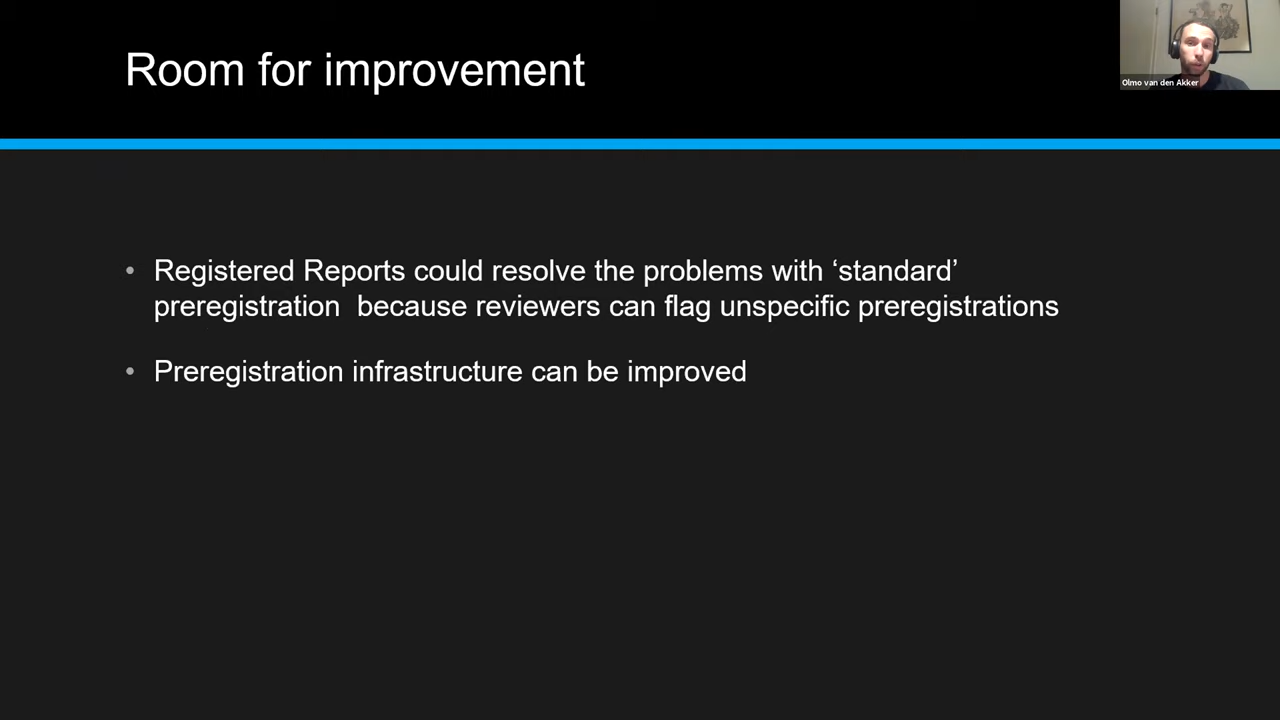 Room for improvement
Olmo van den Akker
• Registered Reports could resolve the problems with ‘standard’
preregistration  because reviewers can flag unspecific preregistrations
• Preregistration infrastructure can be improved